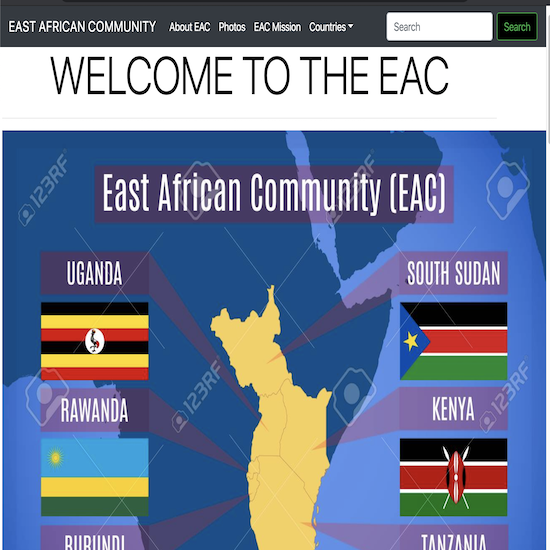 EAST AFRICAN COMMUNITY About EAC Photos EAC Mission Countries Search Search
WELCOME TO THE EAC
East African Community (EAC)
UGANDA SOUTH SUDAN
RAWANDA KENYA
BURUNDI TANZANIA
123RF
123RF
123RF
123RF